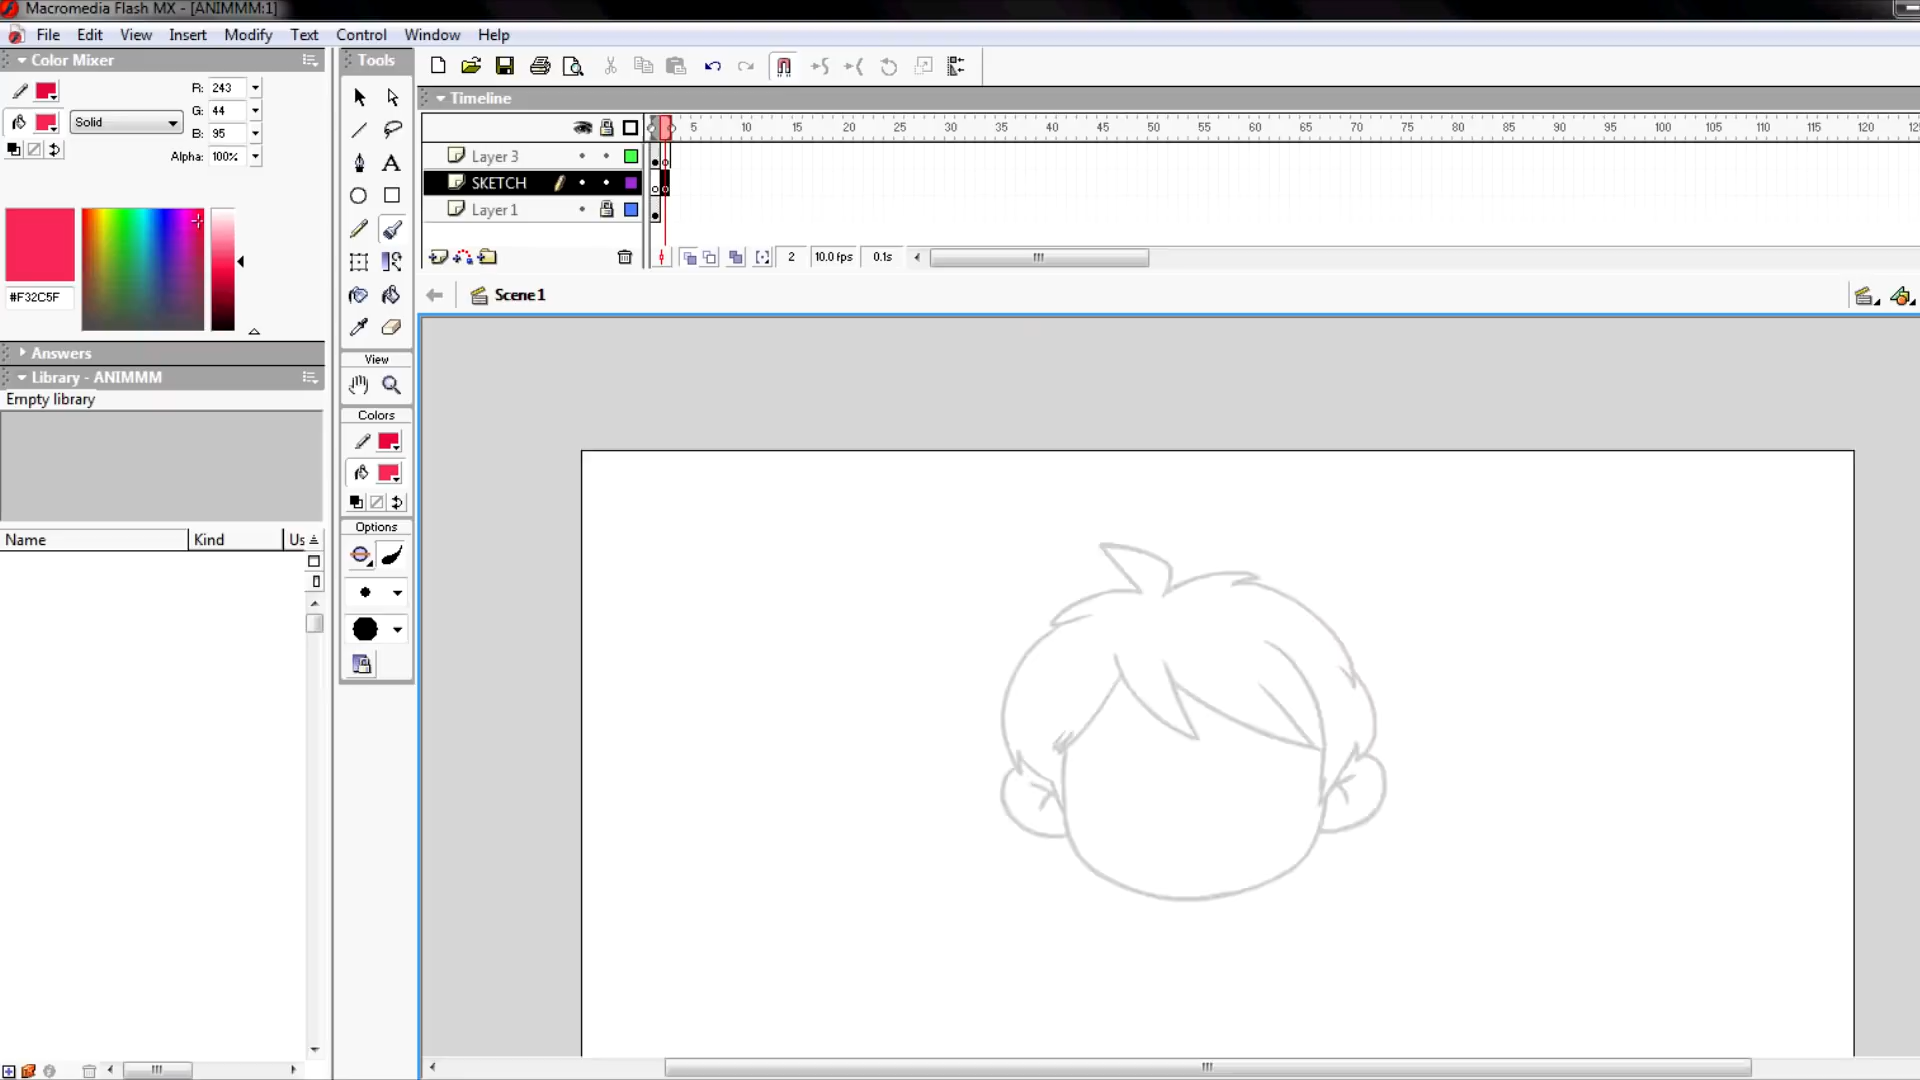 Macromedia Flash MX - [ANIMMM:1]
File Edit View Insert Modify Text Control Window Help
Color Mixer
R: 243
G: 44
B: 95
Solid
Alpha: 100%
#F32C5F
Answers
Library - ANIMMM
Empty library
Name Kind Us
Tools
View
Colors
Options
Timeline
5 10 15 20 25 30 35 40 45 50 55 60 65 70 75 80 85 90 95 100 105 110 115 120
Layer 3
SKETCH
Layer 1
2 10.0 fps 0.1s
Scene 1